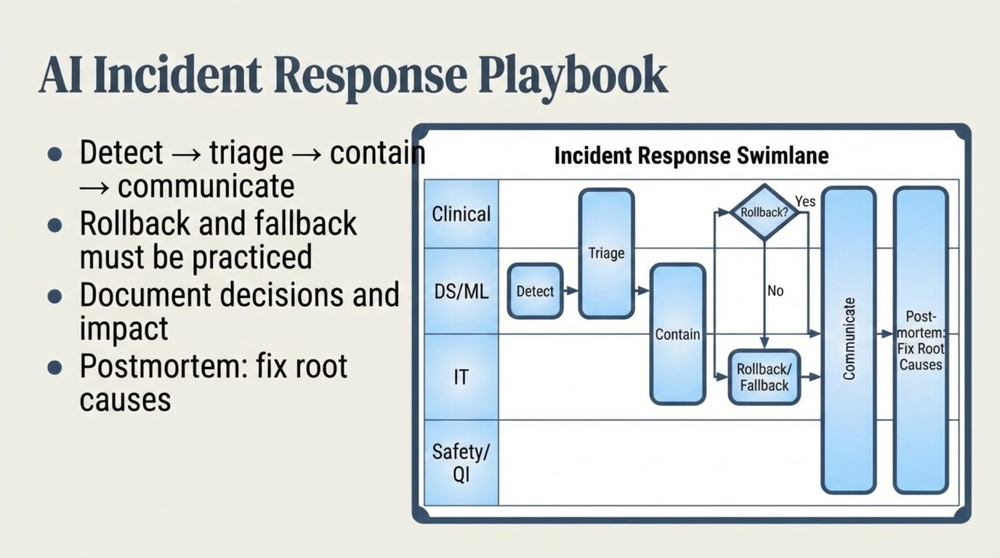 AI Incident Response Playbook
• Detect → triage → contain
→ communicate
• Rollback and fallback
must be practiced
• Document decisions and
impact
• Postmortem: fix root
causes
Incident Response Swimlane
Clinical
DS/ML
IT
Safety/
QI
Detect
Triage
Contain
Rollback?
Yes
No
Rollback/
Fallback
Communicate
Post-
mortem:
Fix Root
Causes